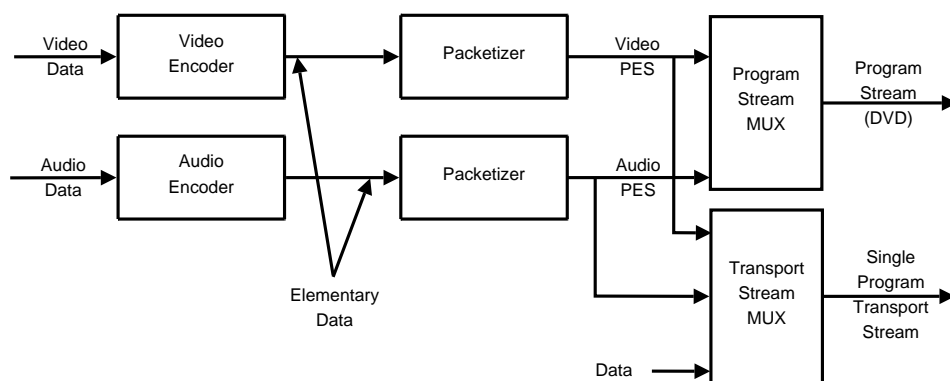 Video
Data
Video
Encoder
Packetizer
Video
PES
Program
Stream
MUX
Program
Stream
(DVD)
Audio
Data
Audio
Encoder
Packetizer
Audio
PES
Elementary
Data
Transport
Stream
MUX
Single
Program
Transport
Stream
Data